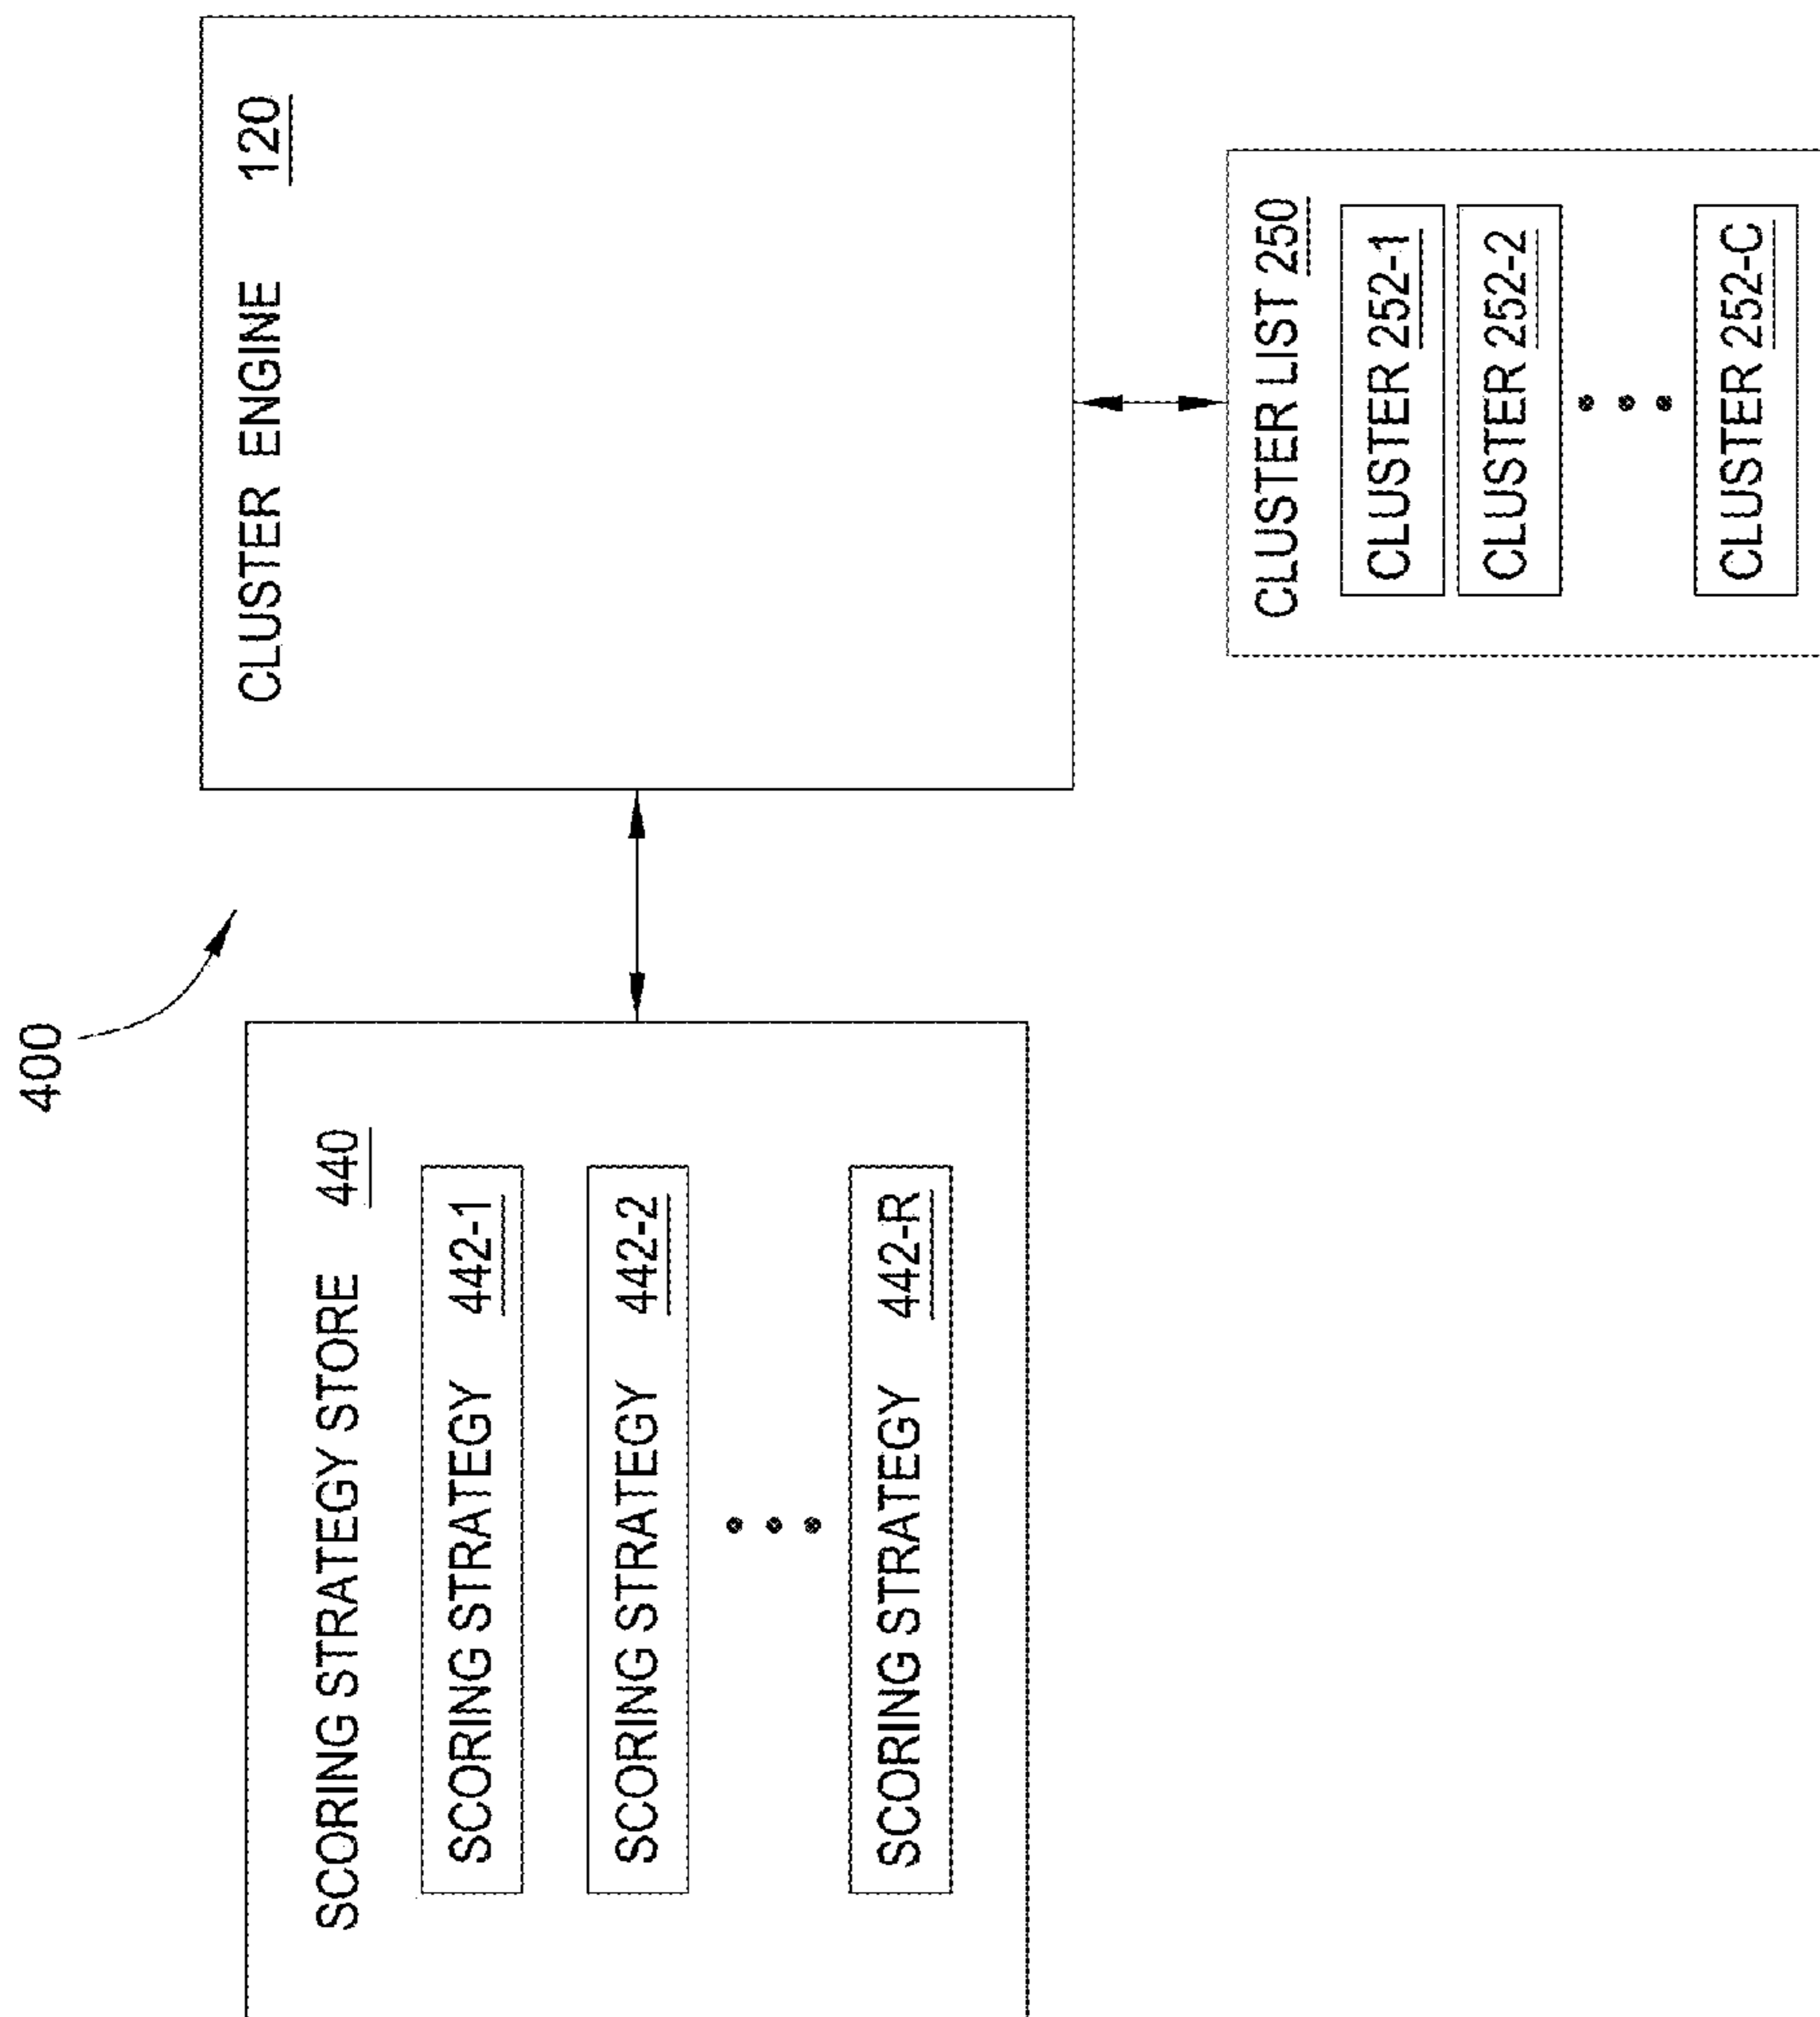 400
SCORING STRATEGY STORE 440
SCORING STRATEGY 442-1
SCORING STRATEGY 442-2
SCORING STRATEGY 442-R
CLUSTER ENGINE 120
CLUSTER LIST 250
CLUSTER 252-1
CLUSTER 252-2
CLUSTER 252-C